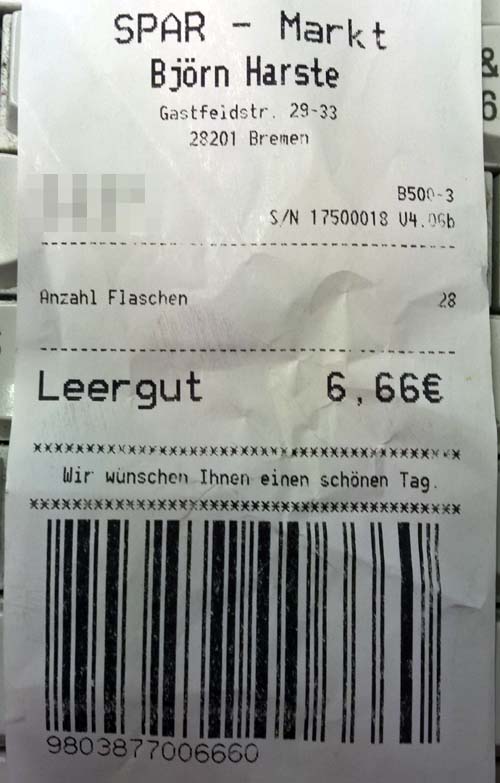 SPAR - Markt
Björn Harste
Gastfeldstr. 29-33
28201 Bremen
B500-3
S/N 17500018 V4.06b
Anzahl Flaschen 28
Leergut 6,66€
Wir wünschen Ihnen einen schönen Tag.
9803877006660